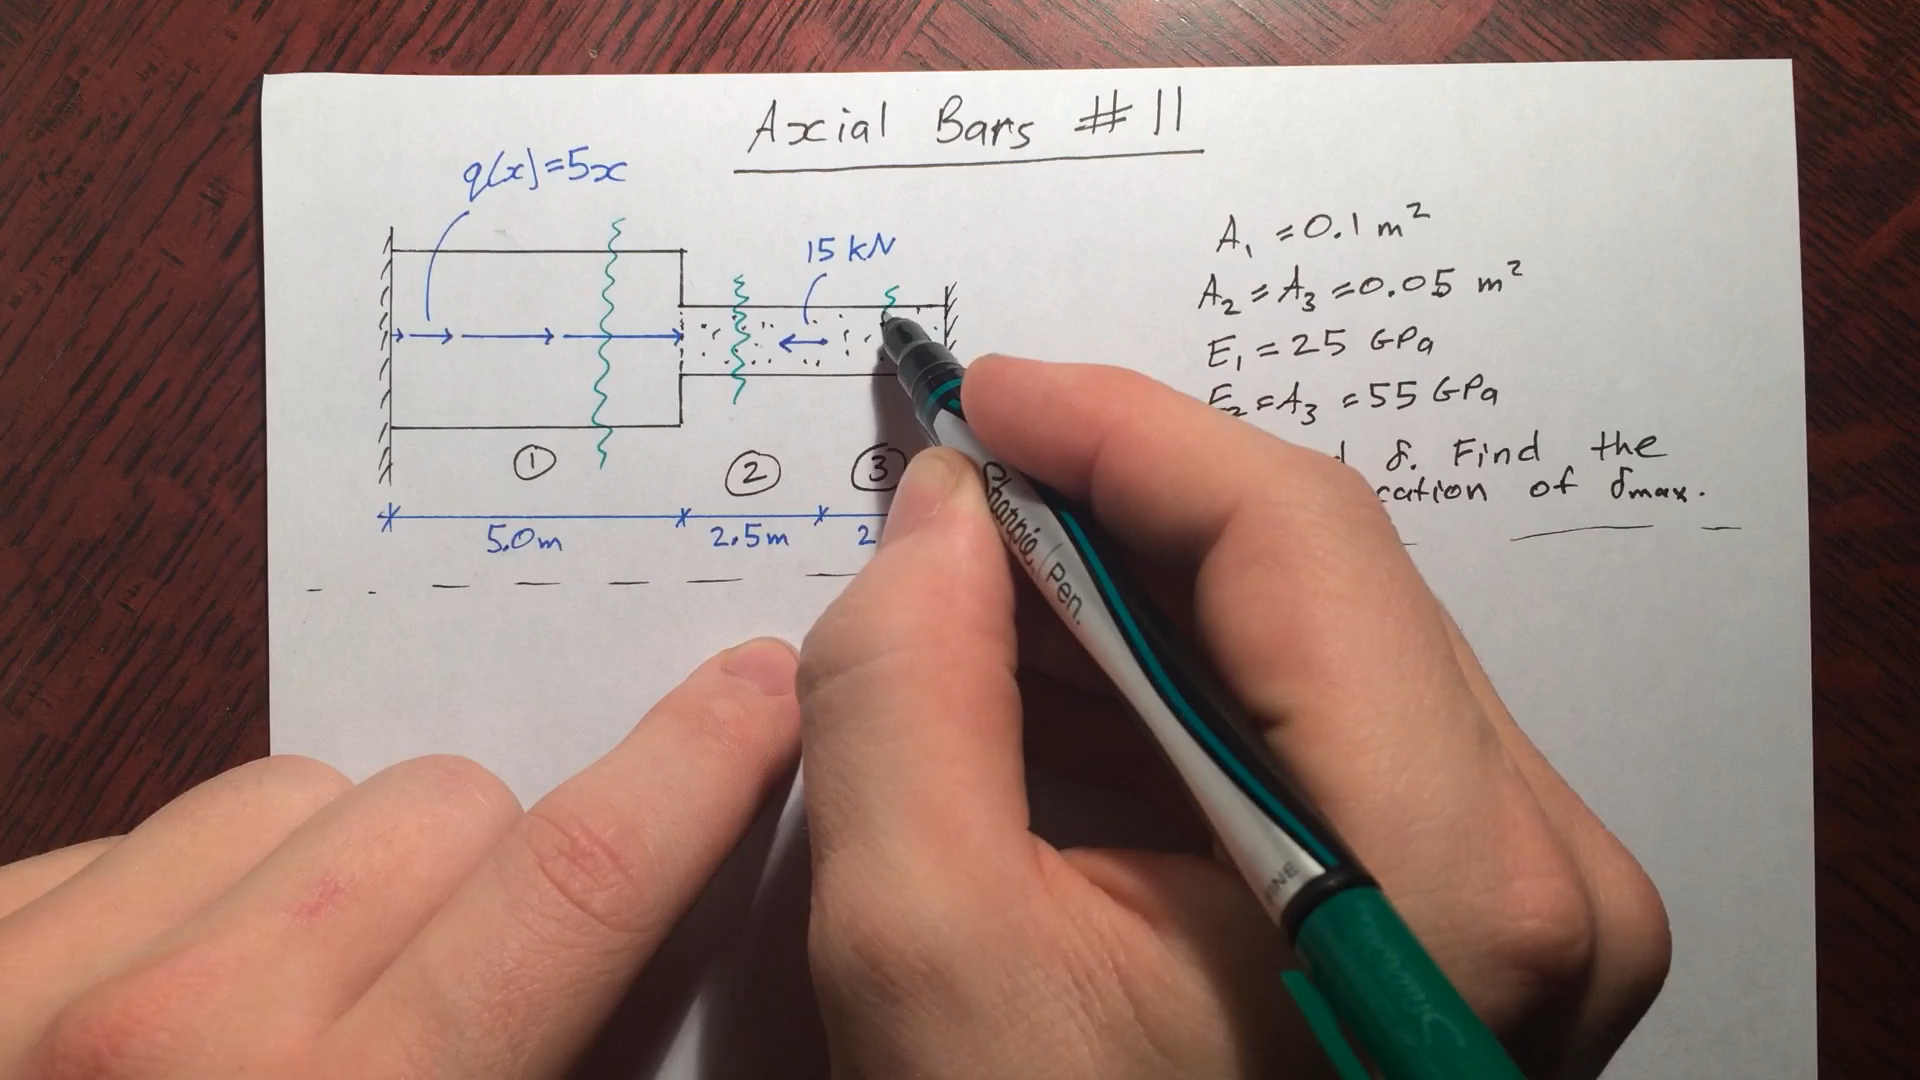 Axial Bars #11
q(x)=5x
15 kN
A₁ = 0.1 m²
A₂ = A₃ = 0.05 m²
E₁ = 25 GPa
E₂ = A₃ = 55 GPa
δ. Find the
of δmax.
① ② ③
5.0m 2.5m 2
Sharpie. Pen.